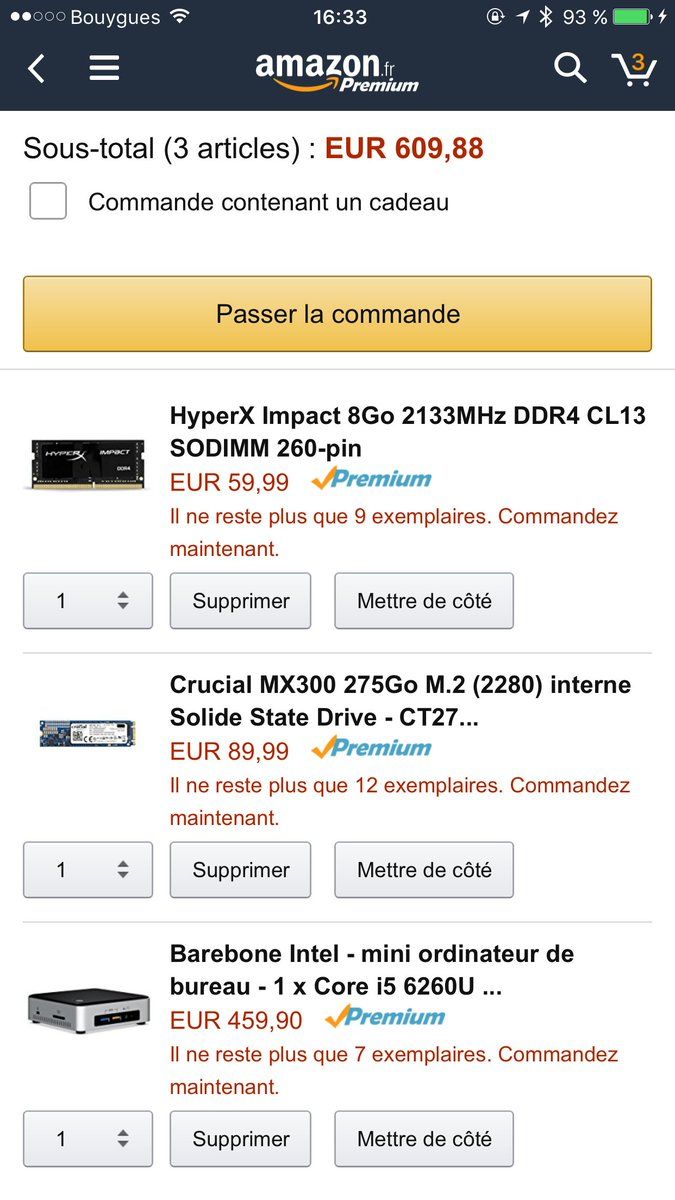 Bouygues 16:33 93 %
amazon.fr 3
Premium
Sous-total (3 articles) : EUR 609,88
Commande contenant un cadeau
Passer la commande
HyperX Impact 8Go 2133MHz DDR4 CL13
SODIMM 260-pin
HYPERX IMPACT
DDR4
EUR 59,99 Premium
Il ne reste plus que 9 exemplaires. Commandez
maintenant.
1 Supprimer Mettre de côté
Crucial MX300 275Go M.2 (2280) interne
Solide State Drive - CT27...
EUR 89,99 Premium
Il ne reste plus que 12 exemplaires. Commandez
maintenant.
1 Supprimer Mettre de côté
Barebone Intel - mini ordinateur de
bureau - 1 x Core i5 6260U ...
EUR 459,90 Premium
Il ne reste plus que 7 exemplaires. Commandez
maintenant.
1 Supprimer Mettre de côté